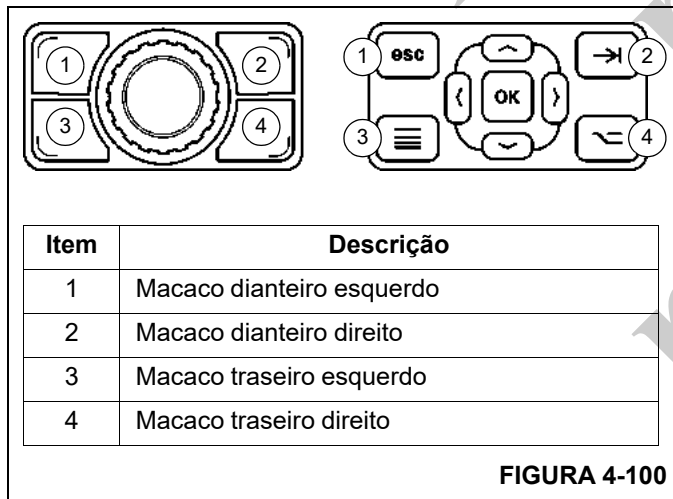 1
2
3
4
1 esc 2
OK
3 4
Item Descrição
1 Macaco dianteiro esquerdo
2 Macaco dianteiro direito
3 Macaco traseiro esquerdo
4 Macaco traseiro direito
FIGURA 4-100